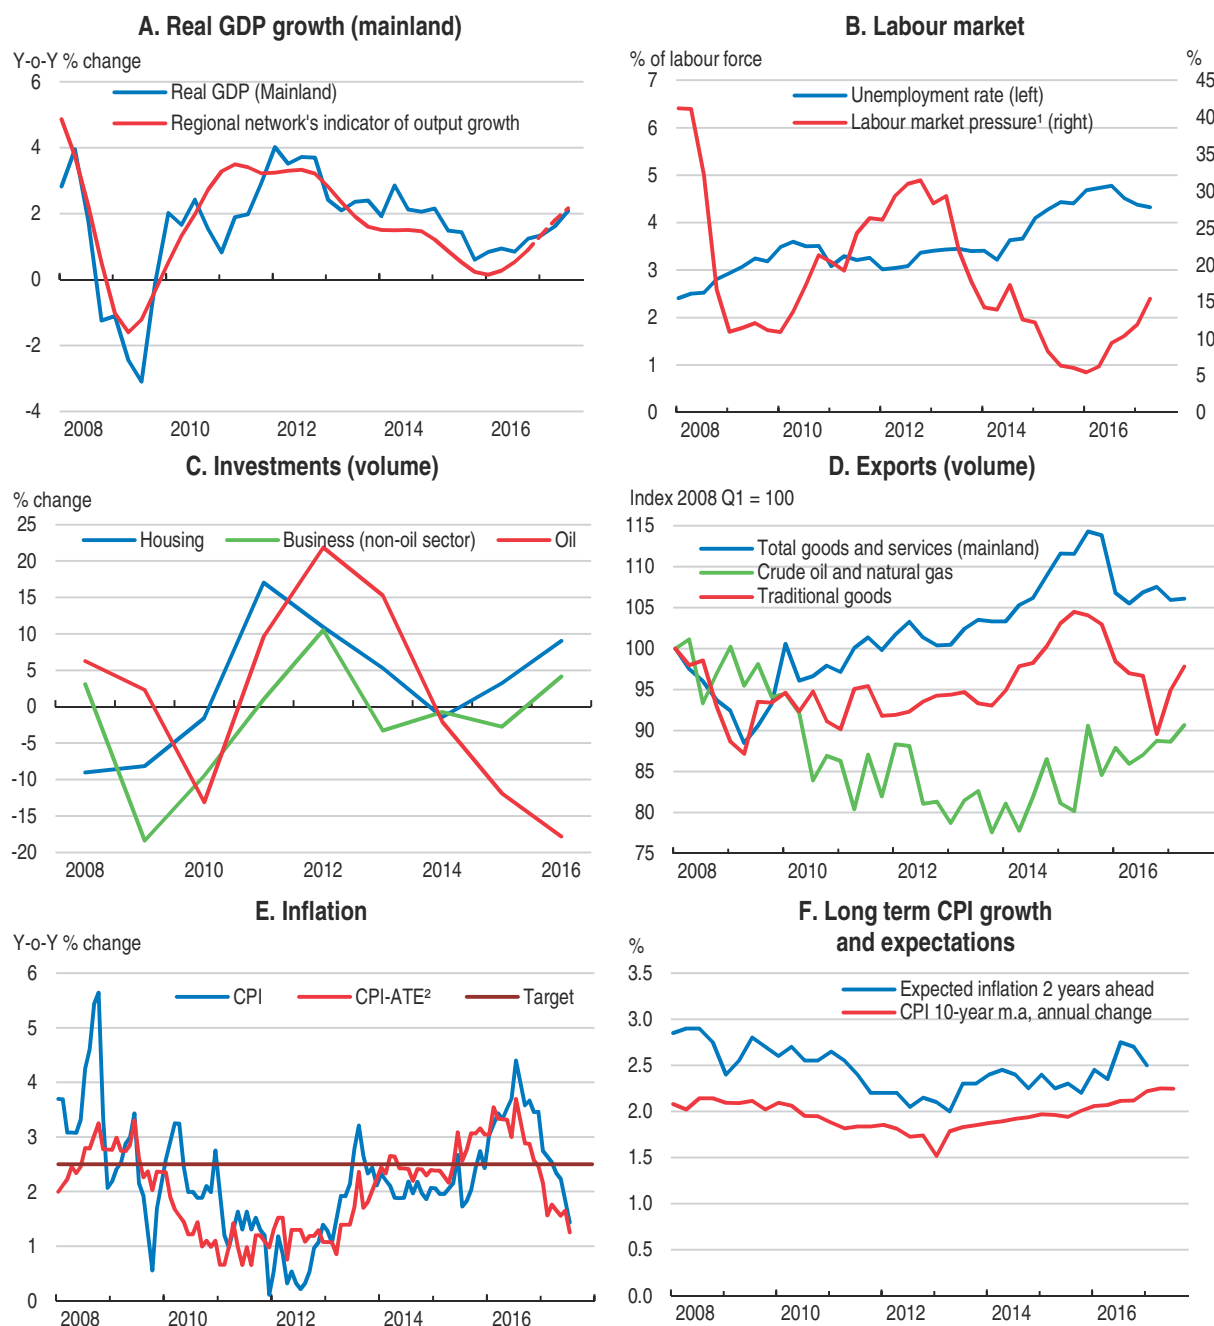 A. Real GDP growth (mainland)
Y-o-Y % change
6
4
2
0
-2
-4
Real GDP (Mainland)
Regional network's indicator of output growth
2008 2010 2012 2014 2016
B. Labour market
% of labour force %
7
6
5
4
3
2
1
0
45
40
35
30
25
20
15
10
5
0
Unemployment rate (left)
Labour market pressure¹ (right)
2008 2010 2012 2014 2016
C. Investments (volume)
% change
25
20
15
10
5
0
-5
-10
-15
-20
Housing Business (non-oil sector) Oil
2008 2010 2012 2014 2016
D. Exports (volume)
Index 2008 Q1 = 100
115
110
105
100
95
90
85
80
75
Total goods and services (mainland)
Crude oil and natural gas
Traditional goods
2008 2010 2012 2014 2016
E. Inflation
Y-o-Y % change
6
5
4
3
2
1
0
CPI CPI-ATE² Target
2008 2010 2012 2014 2016
F. Long term CPI growth
and expectations
%
3.5
3.0
2.5
2.0
1.5
1.0
0.5
0.0
Expected inflation 2 years ahead
CPI 10-year m.a, annual change
2008 2010 2012 2014 2016